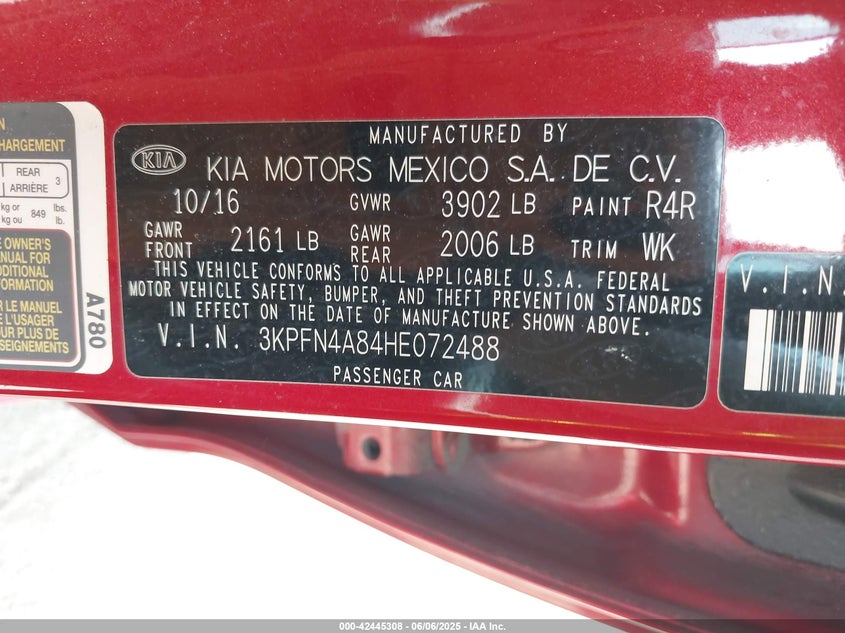 N
CHARGEMENT
REAR
ARRIÈRE 3
kg or 849 lbs.
kg ou lb.
E OWNER'S
MANUAL FOR
ADDITIONAL
FORMATION
LE MANUEL
L'USAGER
PLUS DE
SEIGNEMENTS
A780
MANUFACTURED BY
KIA KIA MOTORS MEXICO S.A. DE C.V.
10/16 GVWR 3902 LB PAINT R4R
GAWR FRONT 2161 LB GAWR REAR 2006 LB TRIM WK
THIS VEHICLE CONFORMS TO ALL APPLICABLE U.S.A. FEDERAL
MOTOR VEHICLE SAFETY, BUMPER, AND THEFT PREVENTION STANDARDS
IN EFFECT ON THE DATE OF MANUFACTURE SHOWN ABOVE.
V.I.N. 3KPFN4A84HE072488
PASSENGER CAR
V.I.N.
000-42445308 | 06/06/2025 - IAA Inc.